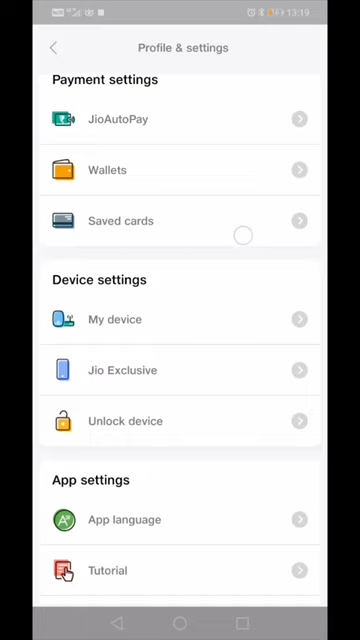 13:19
Profile & settings
Payment settings
JioAutoPay
Wallets
Saved cards
Device settings
My device
Jio Exclusive
Unlock device
App settings
App language
Tutorial